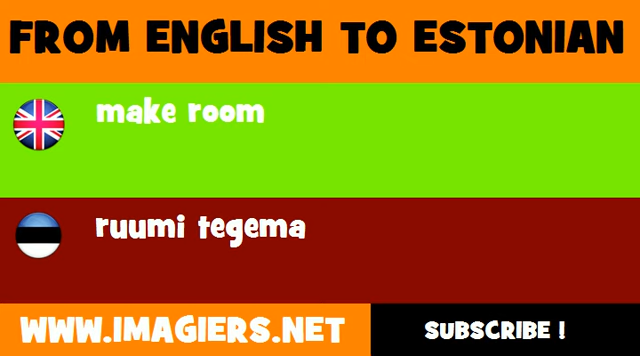 FROM ENGLISH TO ESTONIAN
make room
ruumi tegema
WWW.IMAGIERS.NET
SUBSCRIBE !